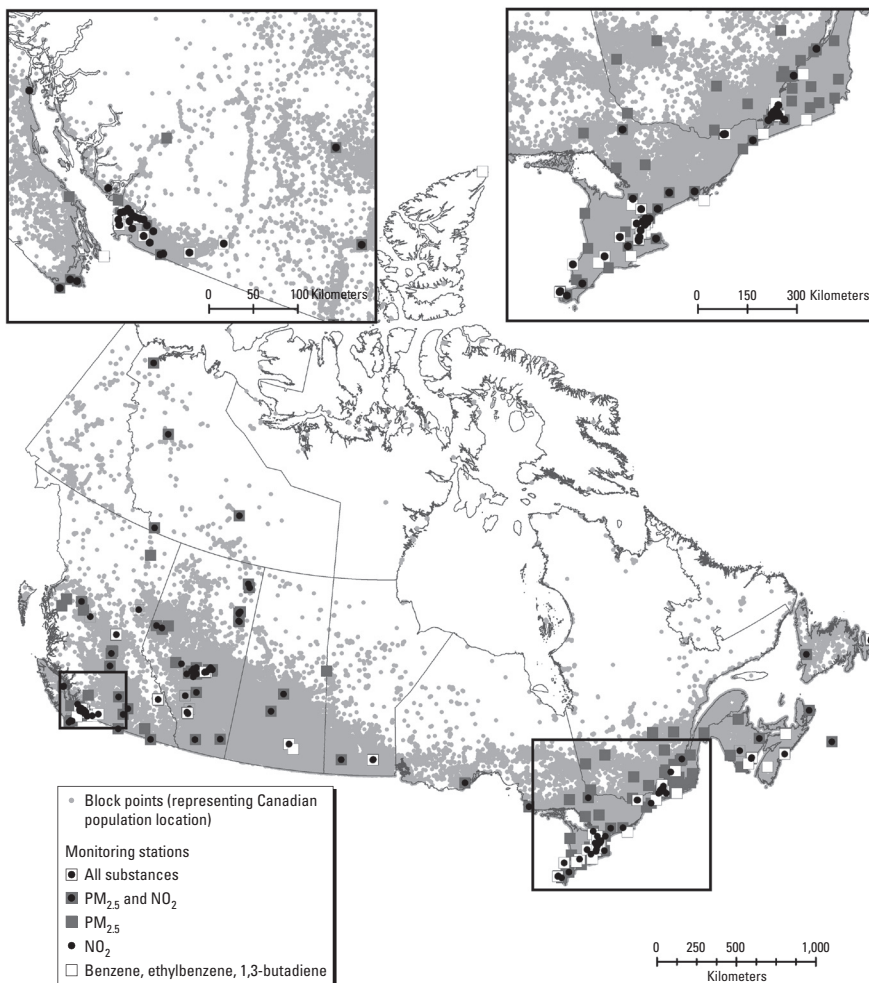 0 50 100 Kilometers
0 150 300 Kilometers
Block points (representing Canadian
population location)
Monitoring stations
All substances
PM2.5 and NO2
PM2.5
NO2
Benzene, ethylbenzene, 1,3-butadiene
0 250 500 1,000
Kilometers